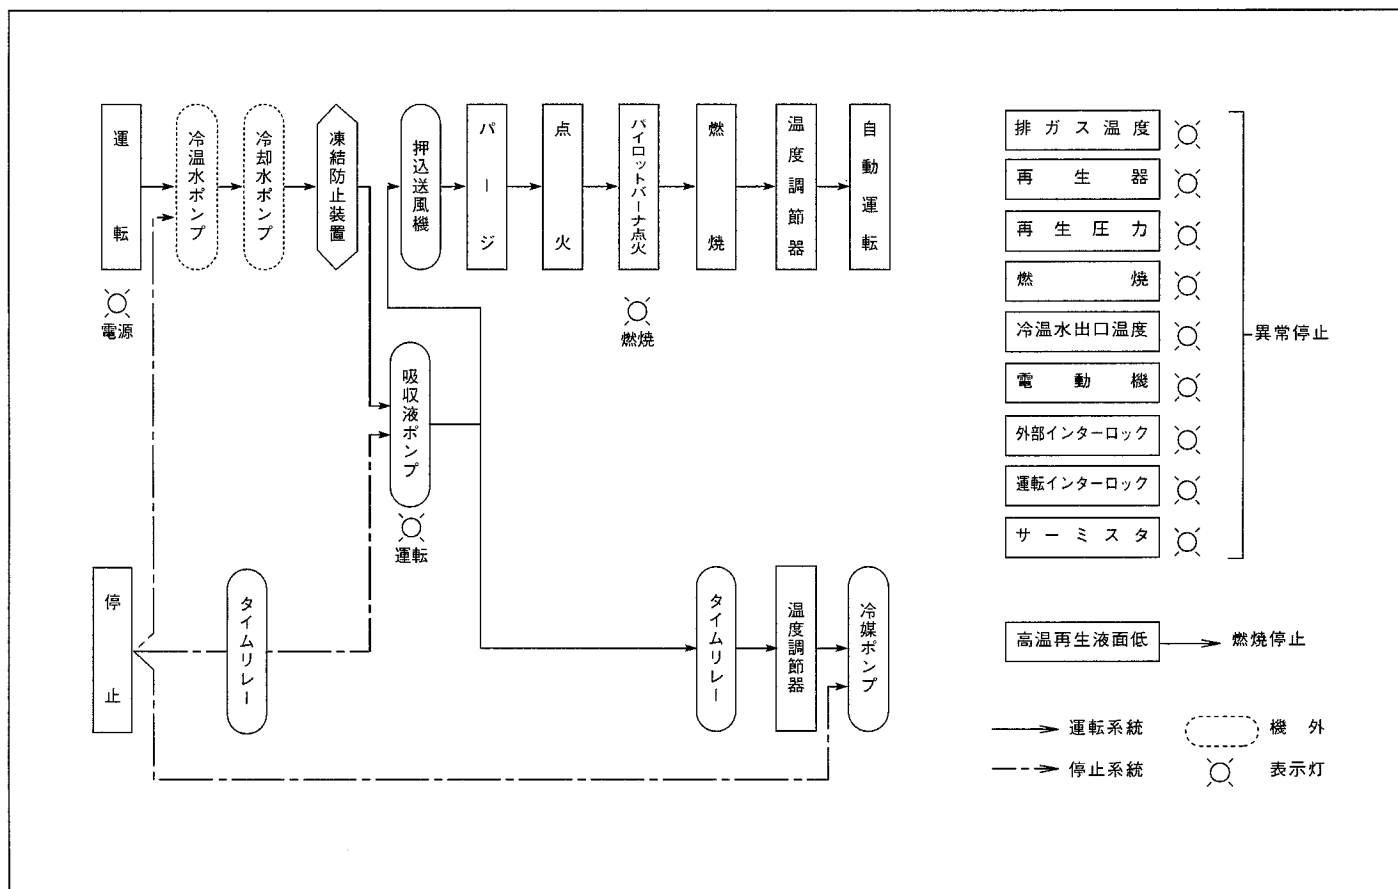 運転
冷温水ポンプ
冷却水ポンプ
凍結防止装置
押込送風機
パージ
点火
パイロットバーナ点火
燃焼
温度調節器
自動運転
電源
燃焼
吸収液ポンプ
運転
停止
タイムリレー
タイムリレー
温度調節器
冷媒ポンプ
排ガス温度
再生器
再生圧力
燃焼
冷温水出口温度
電動機
外部インターロック
運転インターロック
サーミスタ
異常停止
高温再生液面低
燃焼停止
運転系統
機外
停止系統
表示灯